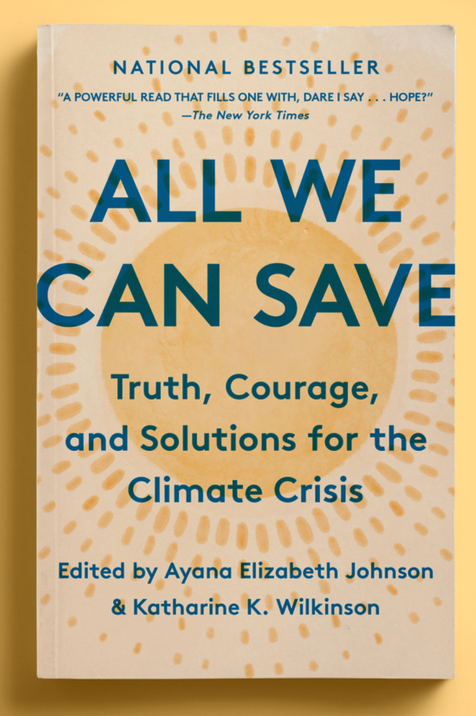 NATIONAL BESTSELLER
“A POWERFUL READ THAT FILLS ONE WITH, DARE I SAY . . . HOPE?”
—The New York Times
ALL WE
CAN SAVE
Truth, Courage,
and Solutions for the
Climate Crisis
Edited by Ayana Elizabeth Johnson
& Katharine K. Wilkinson